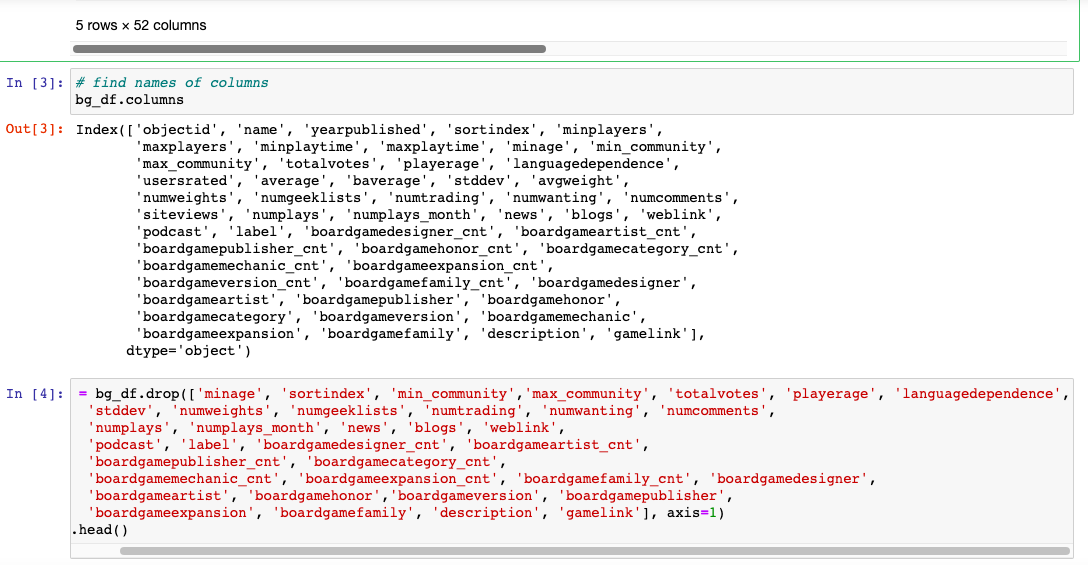 5 rows × 52 columns
In [3]: # find names of columns
bg_df.columns
Out[3]: Index(['objectid', 'name', 'yearpublished', 'sortindex', 'minplayers',
'maxplayers', 'minplaytime', 'maxplaytime', 'minage', 'min_community',
'max_community', 'totalvotes', 'playerage', 'languagedependence',
'usersrated', 'average', 'baverage', 'stddev', 'avgweight',
'numweights', 'numgeeklists', 'numtrading', 'numwanting', 'numcomments',
'siteviews', 'numplays', 'numplays_month', 'news', 'blogs', 'weblink',
'podcast', 'label', 'boardgamedesigner_cnt', 'boardgameartist_cnt',
'boardgamepublisher_cnt', 'boardgamehonor_cnt', 'boardgamecategory_cnt',
'boardgamemechanic_cnt', 'boardgameexpansion_cnt',
'boardgameversion_cnt', 'boardgamefamily_cnt', 'boardgamedesigner',
'boardgameartist', 'boardgamepublisher', 'boardgamehonor',
'boardgamecategory', 'boardgameversion', 'boardgamemechanic',
'boardgameexpansion', 'boardgamefamily', 'description', 'gamelink'],
dtype='object')
In [4]: = bg_df.drop(['minage', 'sortindex', 'min_community','max_community', 'totalvotes', 'playerage', 'languagedependence',
'stddev', 'numweights', 'numgeeklists', 'numtrading', 'numwanting', 'numcomments',
'numplays', 'numplays_month', 'news', 'blogs', 'weblink',
'podcast', 'label', 'boardgamedesigner_cnt', 'boardgameartist_cnt',
'boardgamepublisher_cnt', 'boardgamecategory_cnt',
'boardgamemechanic_cnt', 'boardgameexpansion_cnt', 'boardgamefamily_cnt', 'boardgamedesigner',
'boardgameartist', 'boardgamehonor','boardgameversion', 'boardgamepublisher',
'boardgameexpansion', 'boardgamefamily', 'description', 'gamelink'], axis=1)
.head()